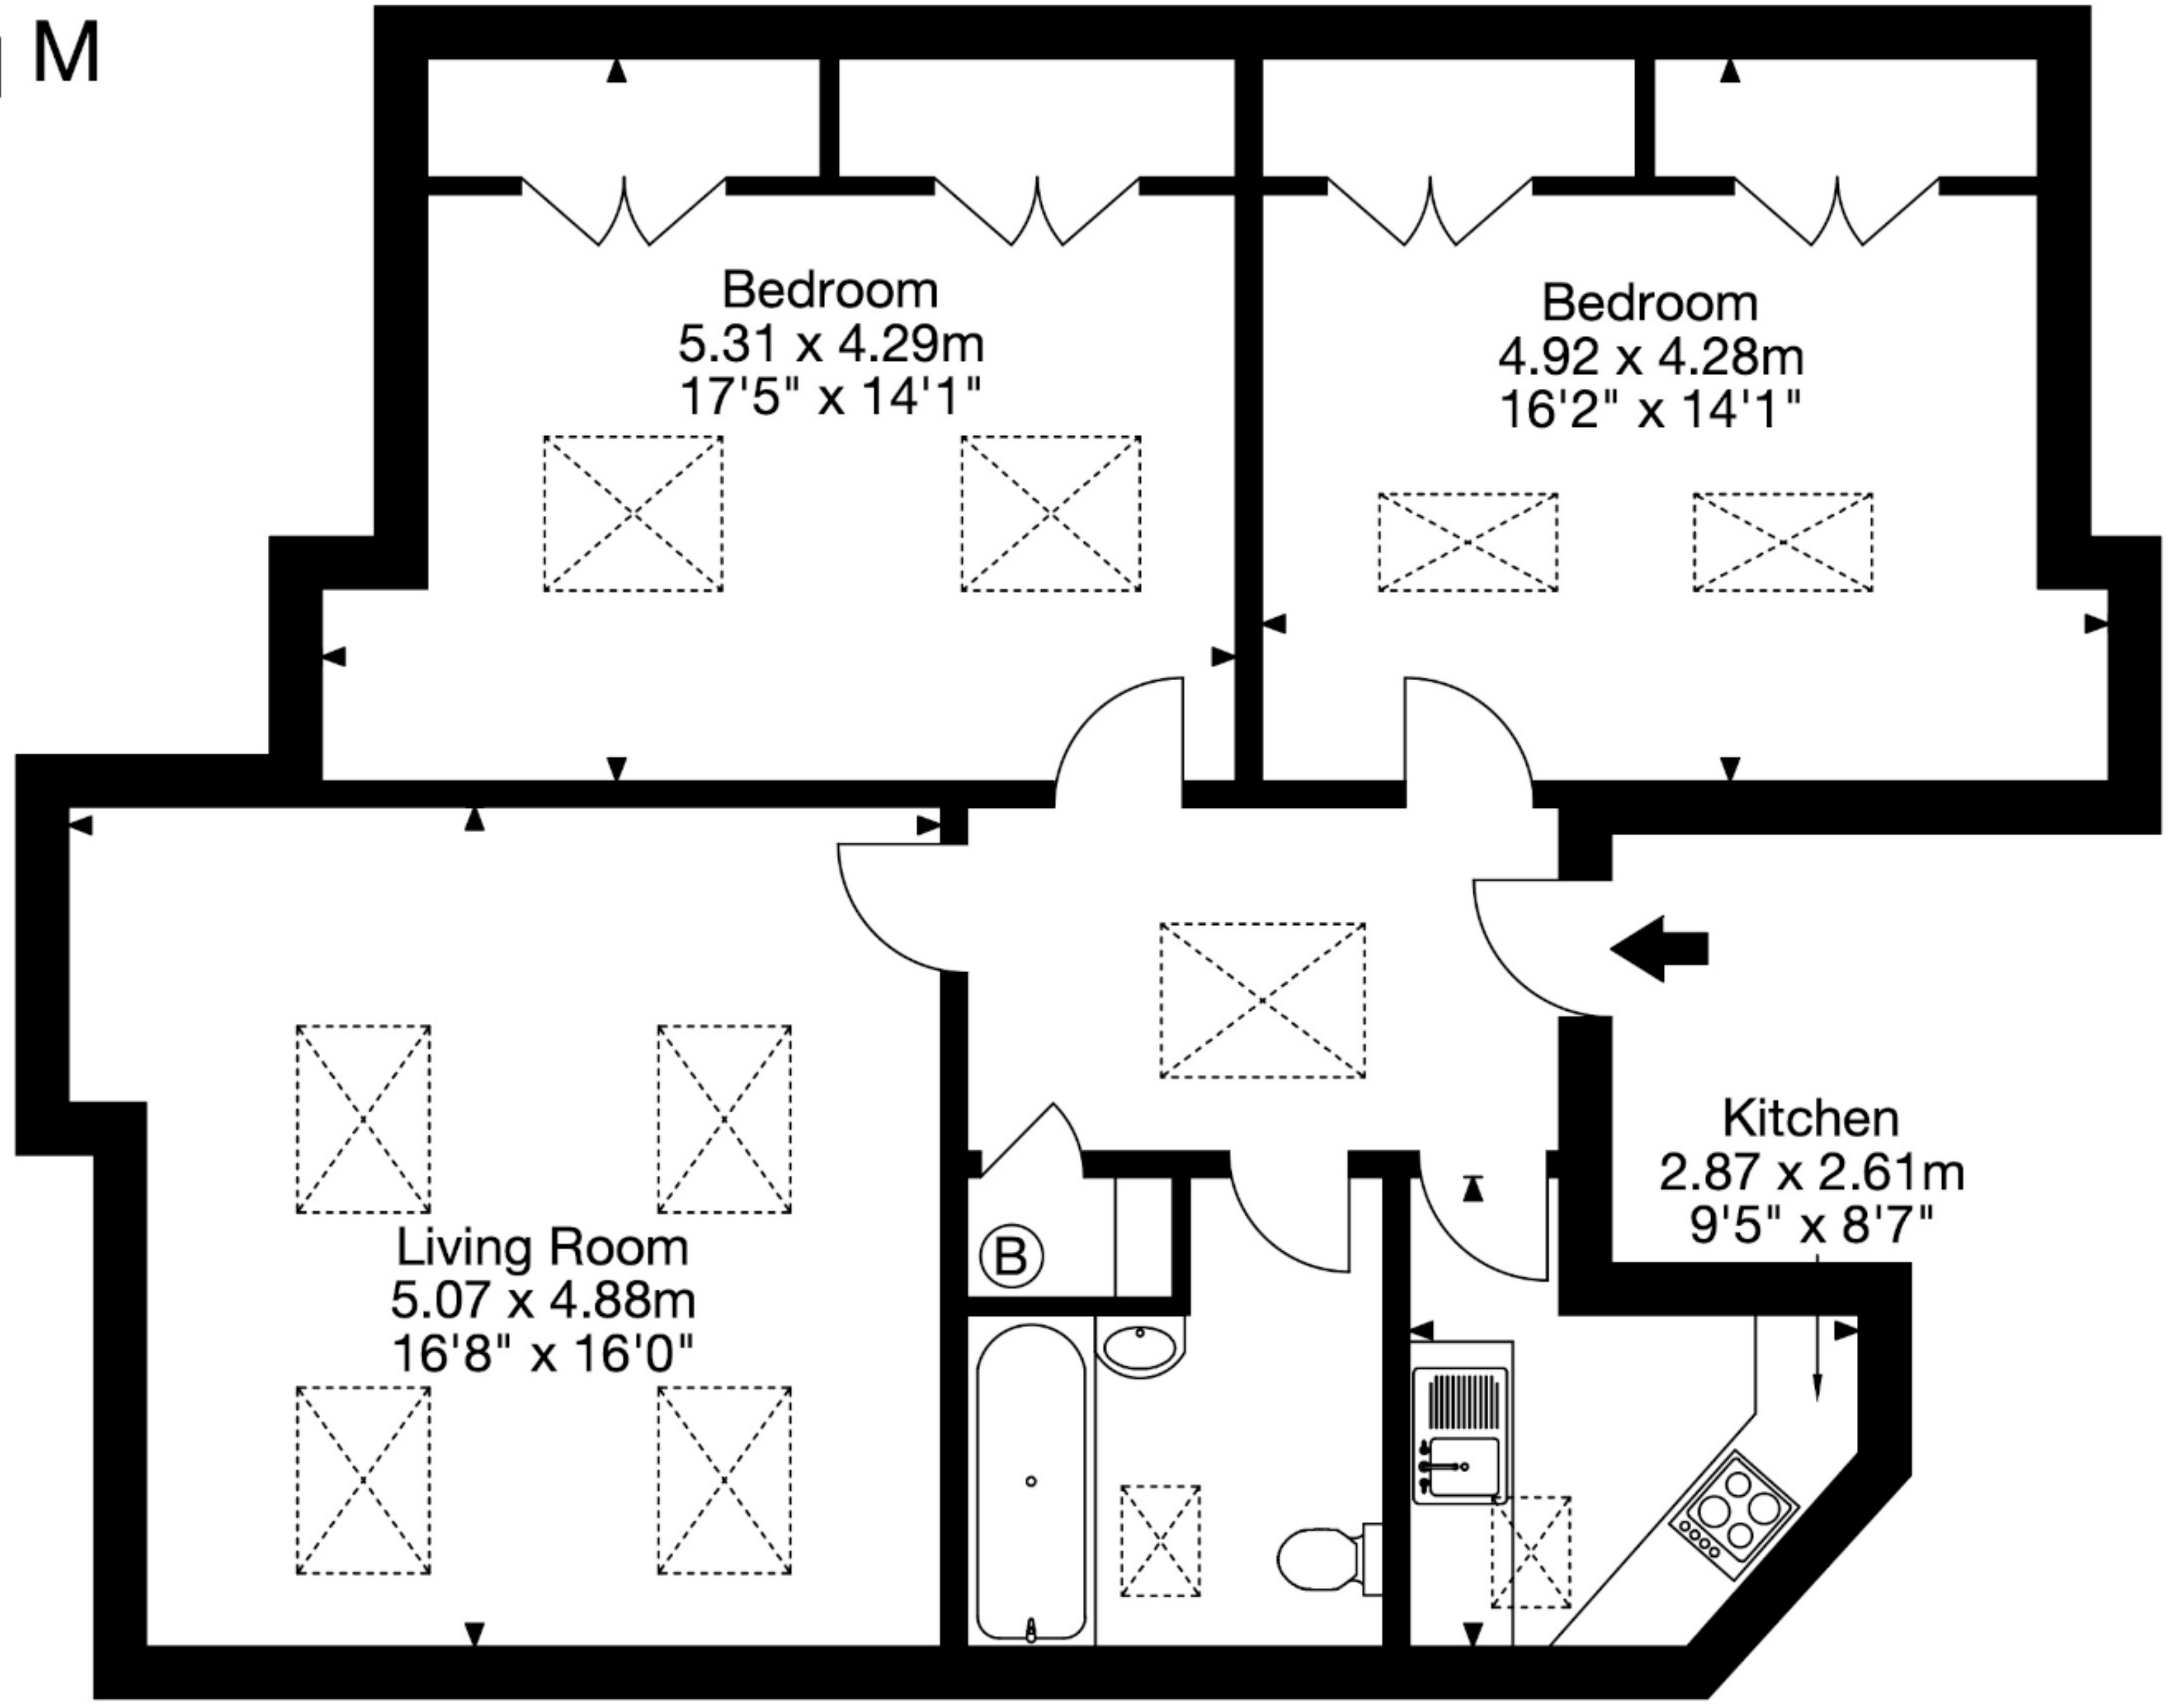 M
Bedroom
5.31 x 4.29m
17'5" x 14'1"
Bedroom
4.92 x 4.28m
16'2" x 14'1"
Kitchen
2.87 x 2.61m
9'5" x 8'7"
Living Room
5.07 x 4.88m
16'8" x 16'0"
B